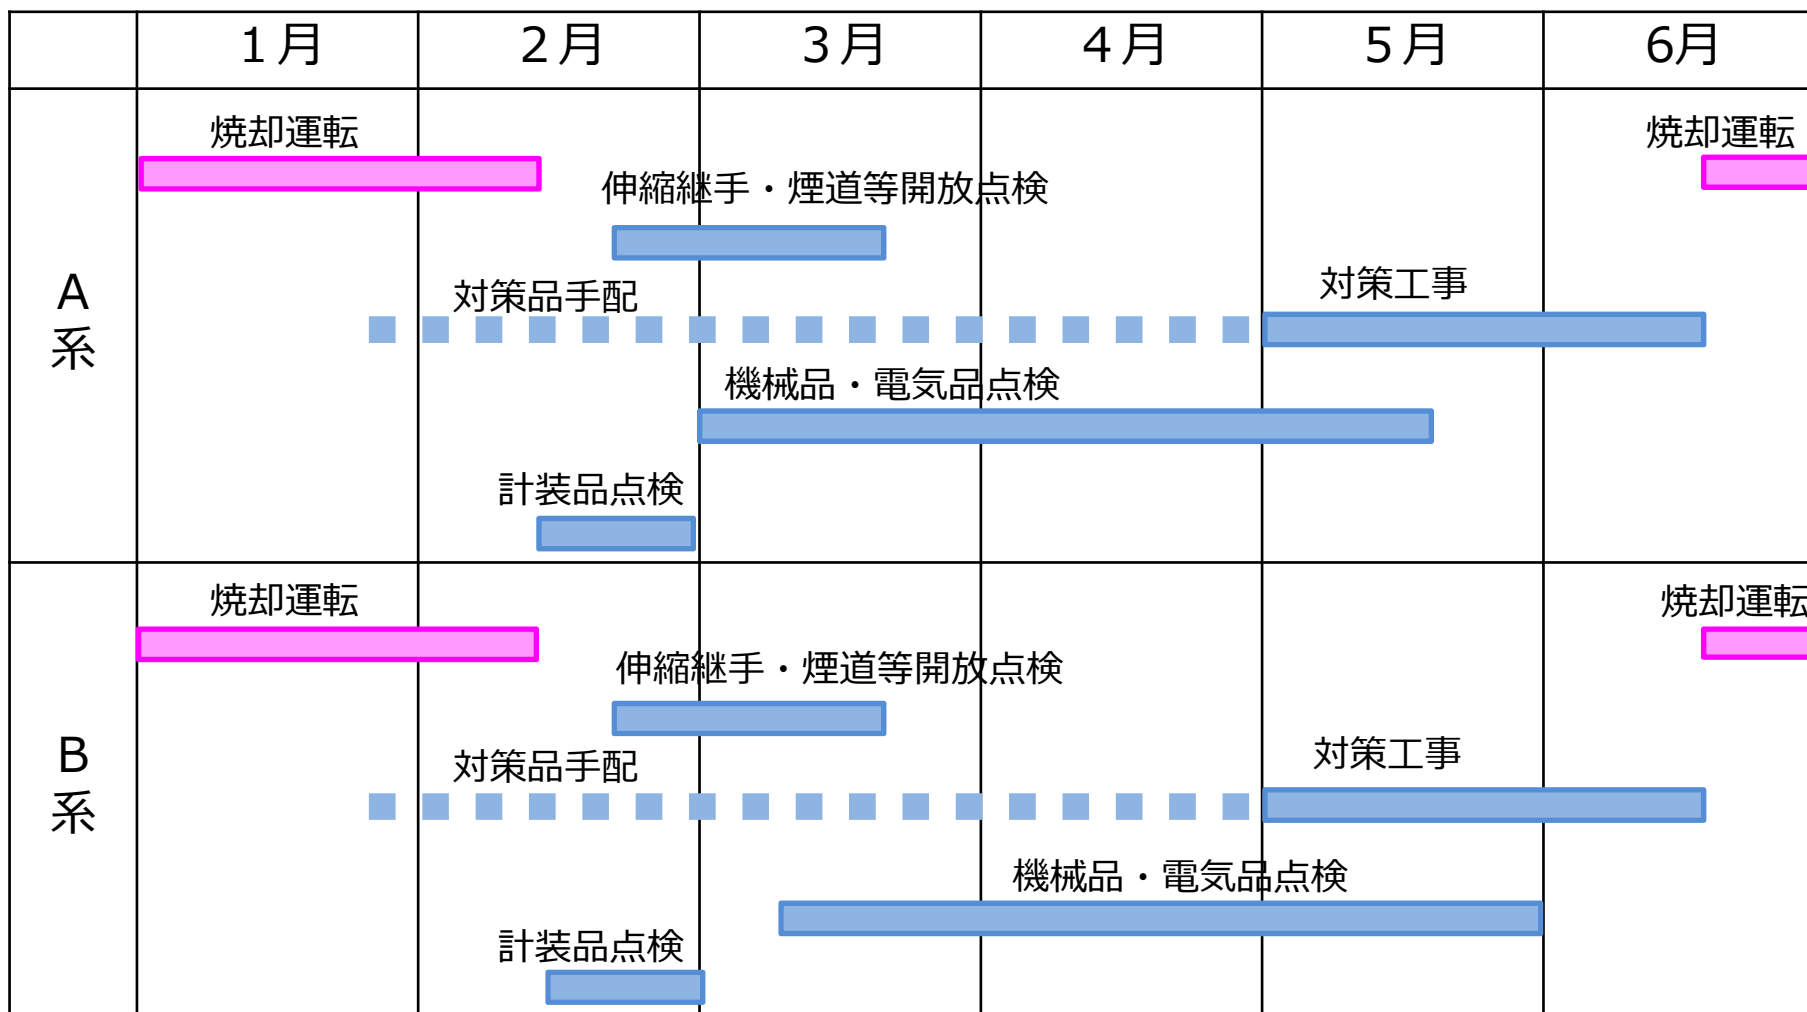 1月 2月 3月 4月 5月 6月
A系
焼却運転
焼却運転
伸縮継手・煙道等開放点検
対策品手配
対策工事
機械品・電気品点検
計装品点検
B系
焼却運転
焼却運転
伸縮継手・煙道等開放点検
対策品手配
対策工事
機械品・電気品点検
計装品点検